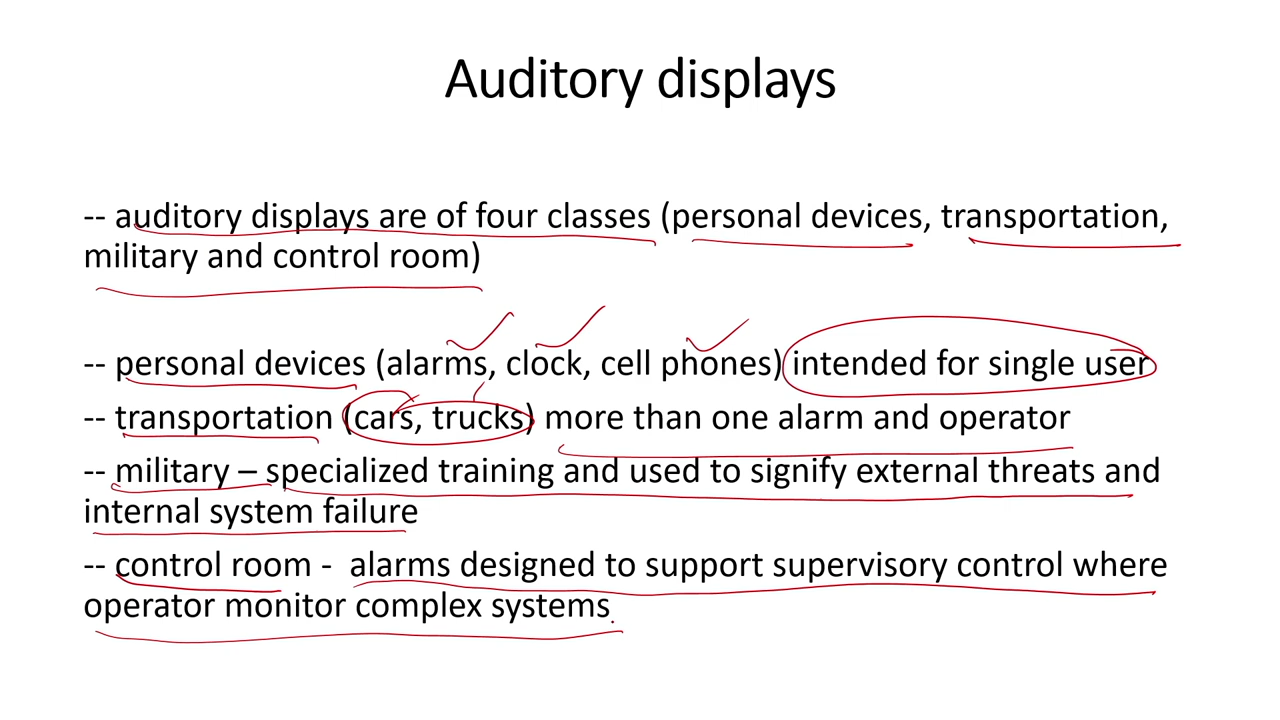 Auditory displays
-- auditory displays are of four classes (personal devices, transportation,
military and control room)
-- personal devices (alarms, clock, cell phones) intended for single user
-- transportation (cars, trucks) more than one alarm and operator
-- military – specialized training and used to signify external threats and
internal system failure
-- control room -  alarms designed to support supervisory control where
operator monitor complex systems